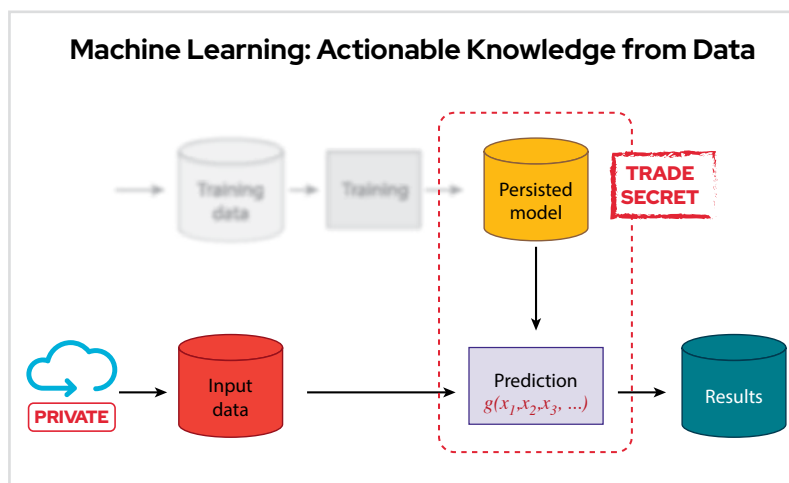 Machine Learning: Actionable Knowledge from Data
Training
data
Training
Persisted
model
TRADE
SECRET
PRIVATE
Input
data
Prediction
g(x₁,x₂,x₃, ...)
Results